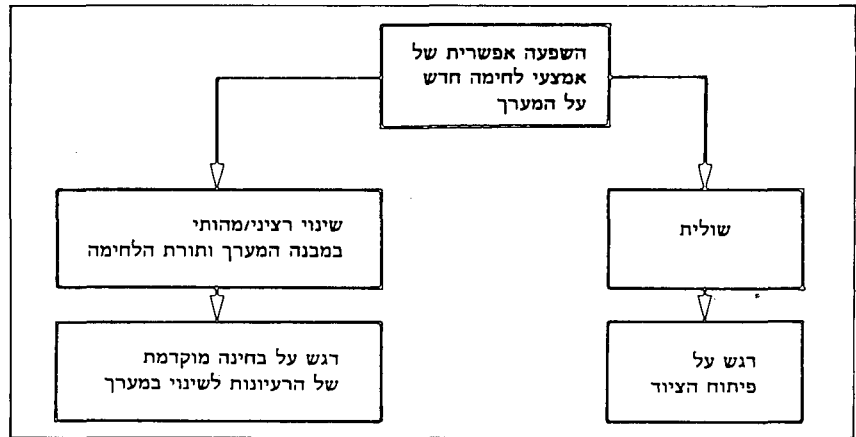 השפעה אפשרית של
אמצעי לחימה חדש
על המערך
שולית
שינוי רציני/מהותי
במבנה המערך ותורת הלחימה
רגש על
פיתוח הציוד
רגש על בחינה מוקדמת
של הרעיונות לשינוי במערך